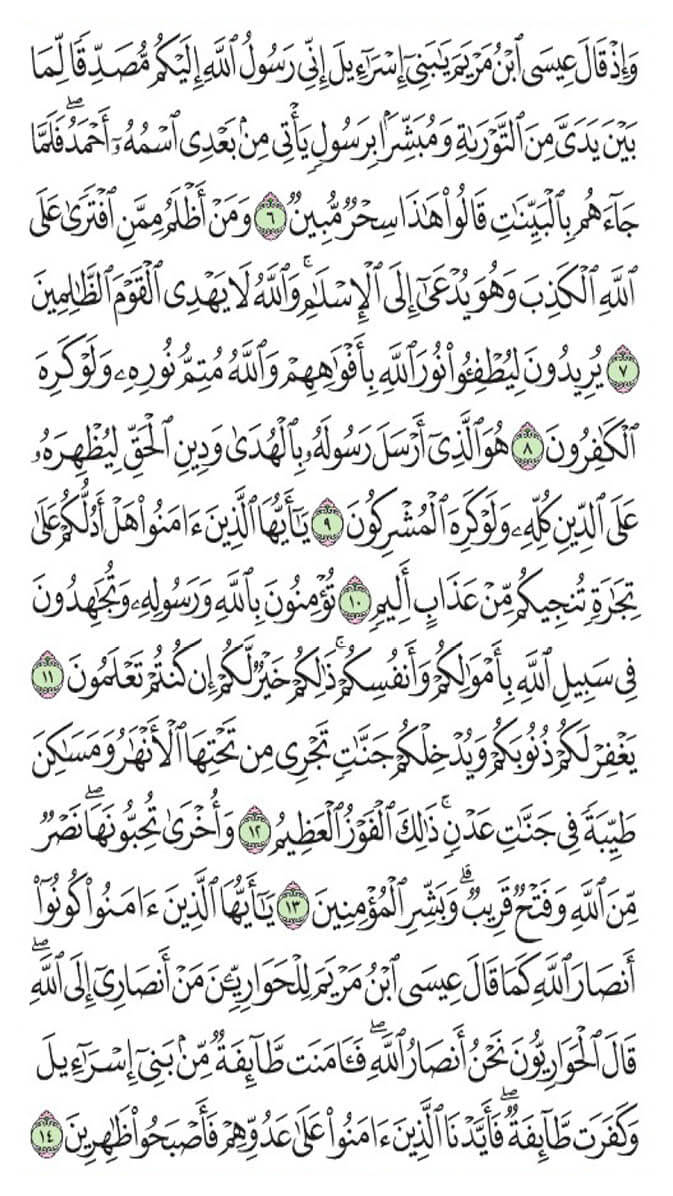 وَإِذْ قَالَ عِيسَى ٱبْنُ مَرْيَمَ يَٰبَنِىٓ إِسْرَٰٓءِيلَ إِنِّى رَسُولُ ٱللَّهِ إِلَيْكُم مُّصَدِّقًا لِّمَا
بَيْنَ يَدَىَّ مِنَ ٱلتَّوْرَىٰةِ وَمُبَشِّرًۢا بِرَسُولٍ يَأْتِى مِنۢ بَعْدِى ٱسْمُهُۥٓ أَحْمَدُۖ فَلَمَّا
جَآءَهُم بِٱلْبَيِّنَٰتِ قَالُوا۟ هَٰذَا سِحْرٌ مُّبِينٌ ٦ وَمَنْ أَظْلَمُ مِمَّنِ ٱفْتَرَىٰ عَلَى
ٱللَّهِ ٱلْكَذِبَ وَهُوَ يُدْعَىٰٓ إِلَى ٱلْإِسْلَٰمِۚ وَٱللَّهُ لَا يَهْدِى ٱلْقَوْمَ ٱلظَّٰلِمِينَ
٧ يُرِيدُونَ لِيُطْفِـُٔوا۟ نُورَ ٱللَّهِ بِأَفْوَٰهِهِمْ وَٱللَّهُ مُتِمُّ نُورِهِۦ وَلَوْ كَرِهَ
ٱلْكَٰفِرُونَ ٨ هُوَ ٱلَّذِىٓ أَرْسَلَ رَسُولَهُۥ بِٱلْهُدَىٰ وَدِينِ ٱلْحَقِّ لِيُظْهِرَهُۥ
عَلَى ٱلدِّينِ كُلِّهِۦ وَلَوْ كَرِهَ ٱلْمُشْرِكُونَ ٩ يَٰٓأَيُّهَا ٱلَّذِينَ ءَامَنُوا۟ هَلْ أَدُلُّكُمْ عَلَىٰ
تِجَٰرَةٍ تُنجِيكُم مِّنْ عَذَابٍ أَلِيمٍ ١٠ تُؤْمِنُونَ بِٱللَّهِ وَرَسُولِهِۦ وَتُجَٰهِدُونَ
فِى سَبِيلِ ٱللَّهِ بِأَمْوَٰلِكُمْ وَأَنفُسِكُمْۚ ذَٰلِكُمْ خَيْرٌ لَّكُمْ إِن كُنتُمْ تَعْلَمُونَ ١١
يَغْفِرْ لَكُمْ ذُنُوبَكُمْ وَيُدْخِلْكُمْ جَنَّٰتٍ تَجْرِى مِن تَحْتِهَا ٱلْأَنْهَٰرُ وَمَسَٰكِنَ
طَيِّبَةً فِى جَنَّٰتِ عَدْنٍۚ ذَٰلِكَ ٱلْفَوْزُ ٱلْعَظِيمُ ١٢ وَأُخْرَىٰ تُحِبُّونَهَاۖ نَصْرٌ
مِّنَ ٱللَّهِ وَفَتْحٌ قَرِيبٌۗ وَبَشِّرِ ٱلْمُؤْمِنِينَ ١٣ يَٰٓأَيُّهَا ٱلَّذِينَ ءَامَنُوا۟ كُونُوٓا۟
أَنصَارَ ٱللَّهِ كَمَا قَالَ عِيسَى ٱبْنُ مَرْيَمَ لِلْحَوَارِيِّـۧنَ مَنْ أَنصَارِىٓ إِلَى ٱللَّهِۖ
قَالَ ٱلْحَوَارِيُّونَ نَحْنُ أَنصَارُ ٱللَّهِۖ فَـَٔامَنَت طَّآئِفَةٌ مِّنۢ بَنِىٓ إِسْرَٰٓءِيلَ
وَكَفَرَت طَّآئِفَةٌۖ فَأَيَّدْنَا ٱلَّذِينَ ءَامَنُوا۟ عَلَىٰ عَدُوِّهِمْ فَأَصْبَحُوا۟ ظَٰهِرِينَ ١٤